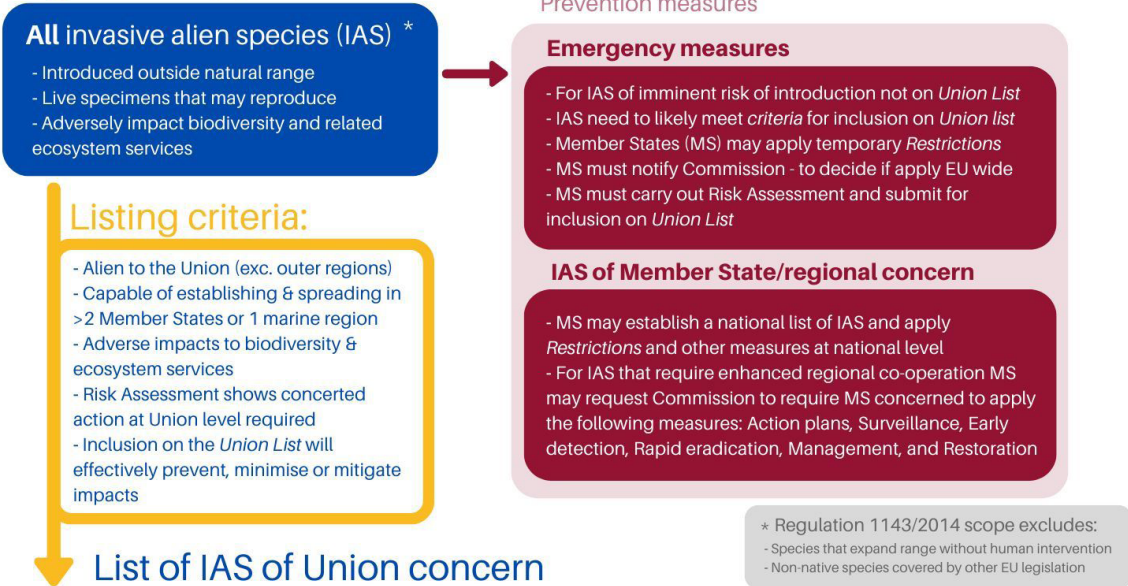 Prevention measures
All invasive alien species (IAS) *
- Introduced outside natural range
- Live specimens that may reproduce
- Adversely impact biodiversity and related
ecosystem services
Emergency measures
- For IAS of imminent risk of introduction not on Union List
- IAS need to likely meet criteria for inclusion on Union list
- Member States (MS) may apply temporary Restrictions
- MS must notify Commission - to decide if apply EU wide
- MS must carry out Risk Assessment and submit for
inclusion on Union List
Listing criteria:
- Alien to the Union (exc. outer regions)
- Capable of establishing & spreading in
>2 Member States or 1 marine region
- Adverse impacts to biodiversity &
ecosystem services
- Risk Assessment shows concerted
action at Union level required
- Inclusion on the Union List will
effectively prevent, minimise or mitigate
impacts
IAS of Member State/regional concern
- MS may establish a national list of IAS and apply
Restrictions and other measures at national level
- For IAS that require enhanced regional co-operation MS
may request Commission to require MS concerned to apply
the following measures: Action plans, Surveillance, Early
detection, Rapid eradication, Management, and Restoration
* Regulation 1143/2014 scope excludes:
- Species that expand range without human intervention
- Non-native species covered by other EU legislation
List of IAS of Union concern